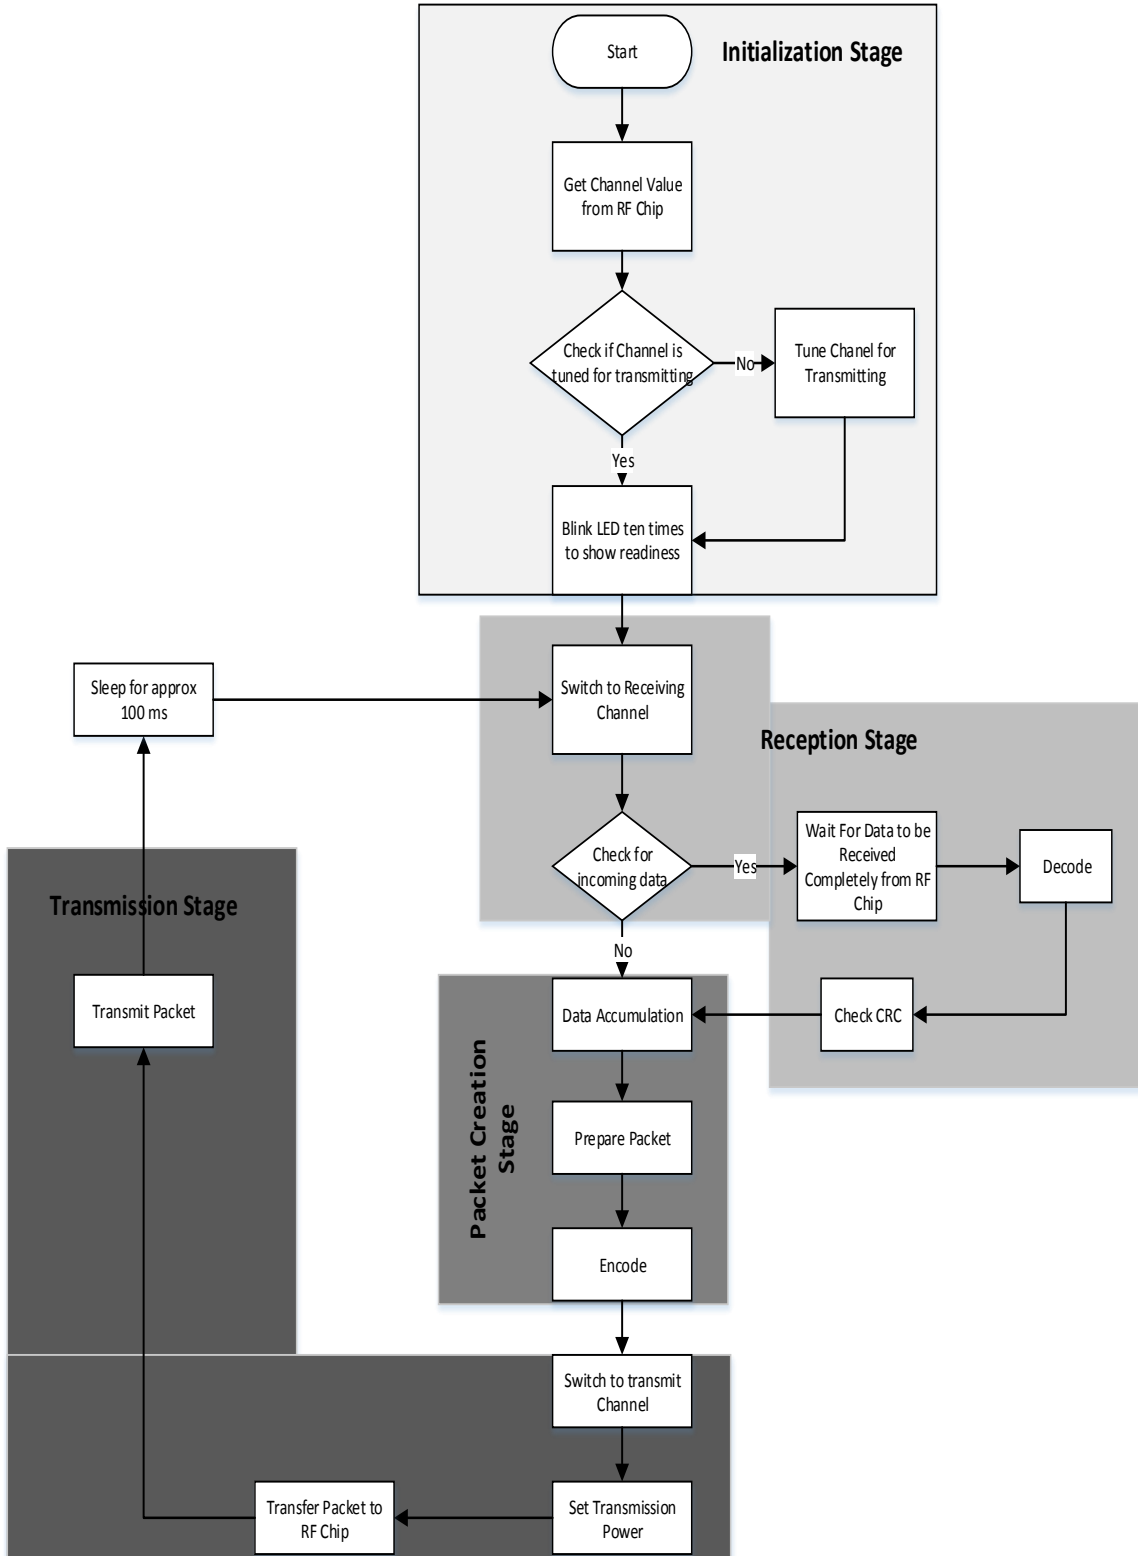 Start
Initialization Stage
Get Channel Value
from RF Chip
Check if Channel is
tuned for transmitting
No
Tune Chanel for
Transmitting
Yes
Blink LED ten times
to show readiness
Sleep for approx
100 ms
Switch to Receiving
Channel
Reception Stage
Check for
incoming data
Yes
Wait For Data to be
Received
Completely from RF
Chip
Decode
No
Transmission Stage
Transmit Packet
Data Accumulation
Check CRC
Packet Creation
Stage
Prepare Packet
Encode
Switch to transmit
Channel
Set Transmission
Power
Transfer Packet to
RF Chip